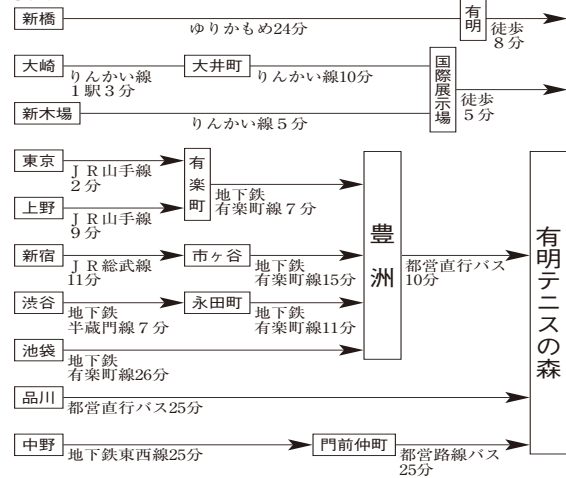 新橋
ゆりかもめ24分
有明
徒歩
8分
大崎
りんかい線
1駅3分
大井町
りんかい線10分
国際展示場
徒歩
5分
新木場
りんかい線5分
東京
JR山手線
2分
有楽町
地下鉄
有楽町線7分
上野
JR山手線
9分
豊洲
都営直行バス
10分
有明テニスの森
新宿
JR総武線
11分
市ヶ谷
地下鉄
有楽町線15分
渋谷
地下鉄
半蔵門線7分
永田町
地下鉄
有楽町線11分
池袋
地下鉄
有楽町線26分
品川
都営直行バス25分
中野
地下鉄東西線25分
門前仲町
都営路線バス
25分